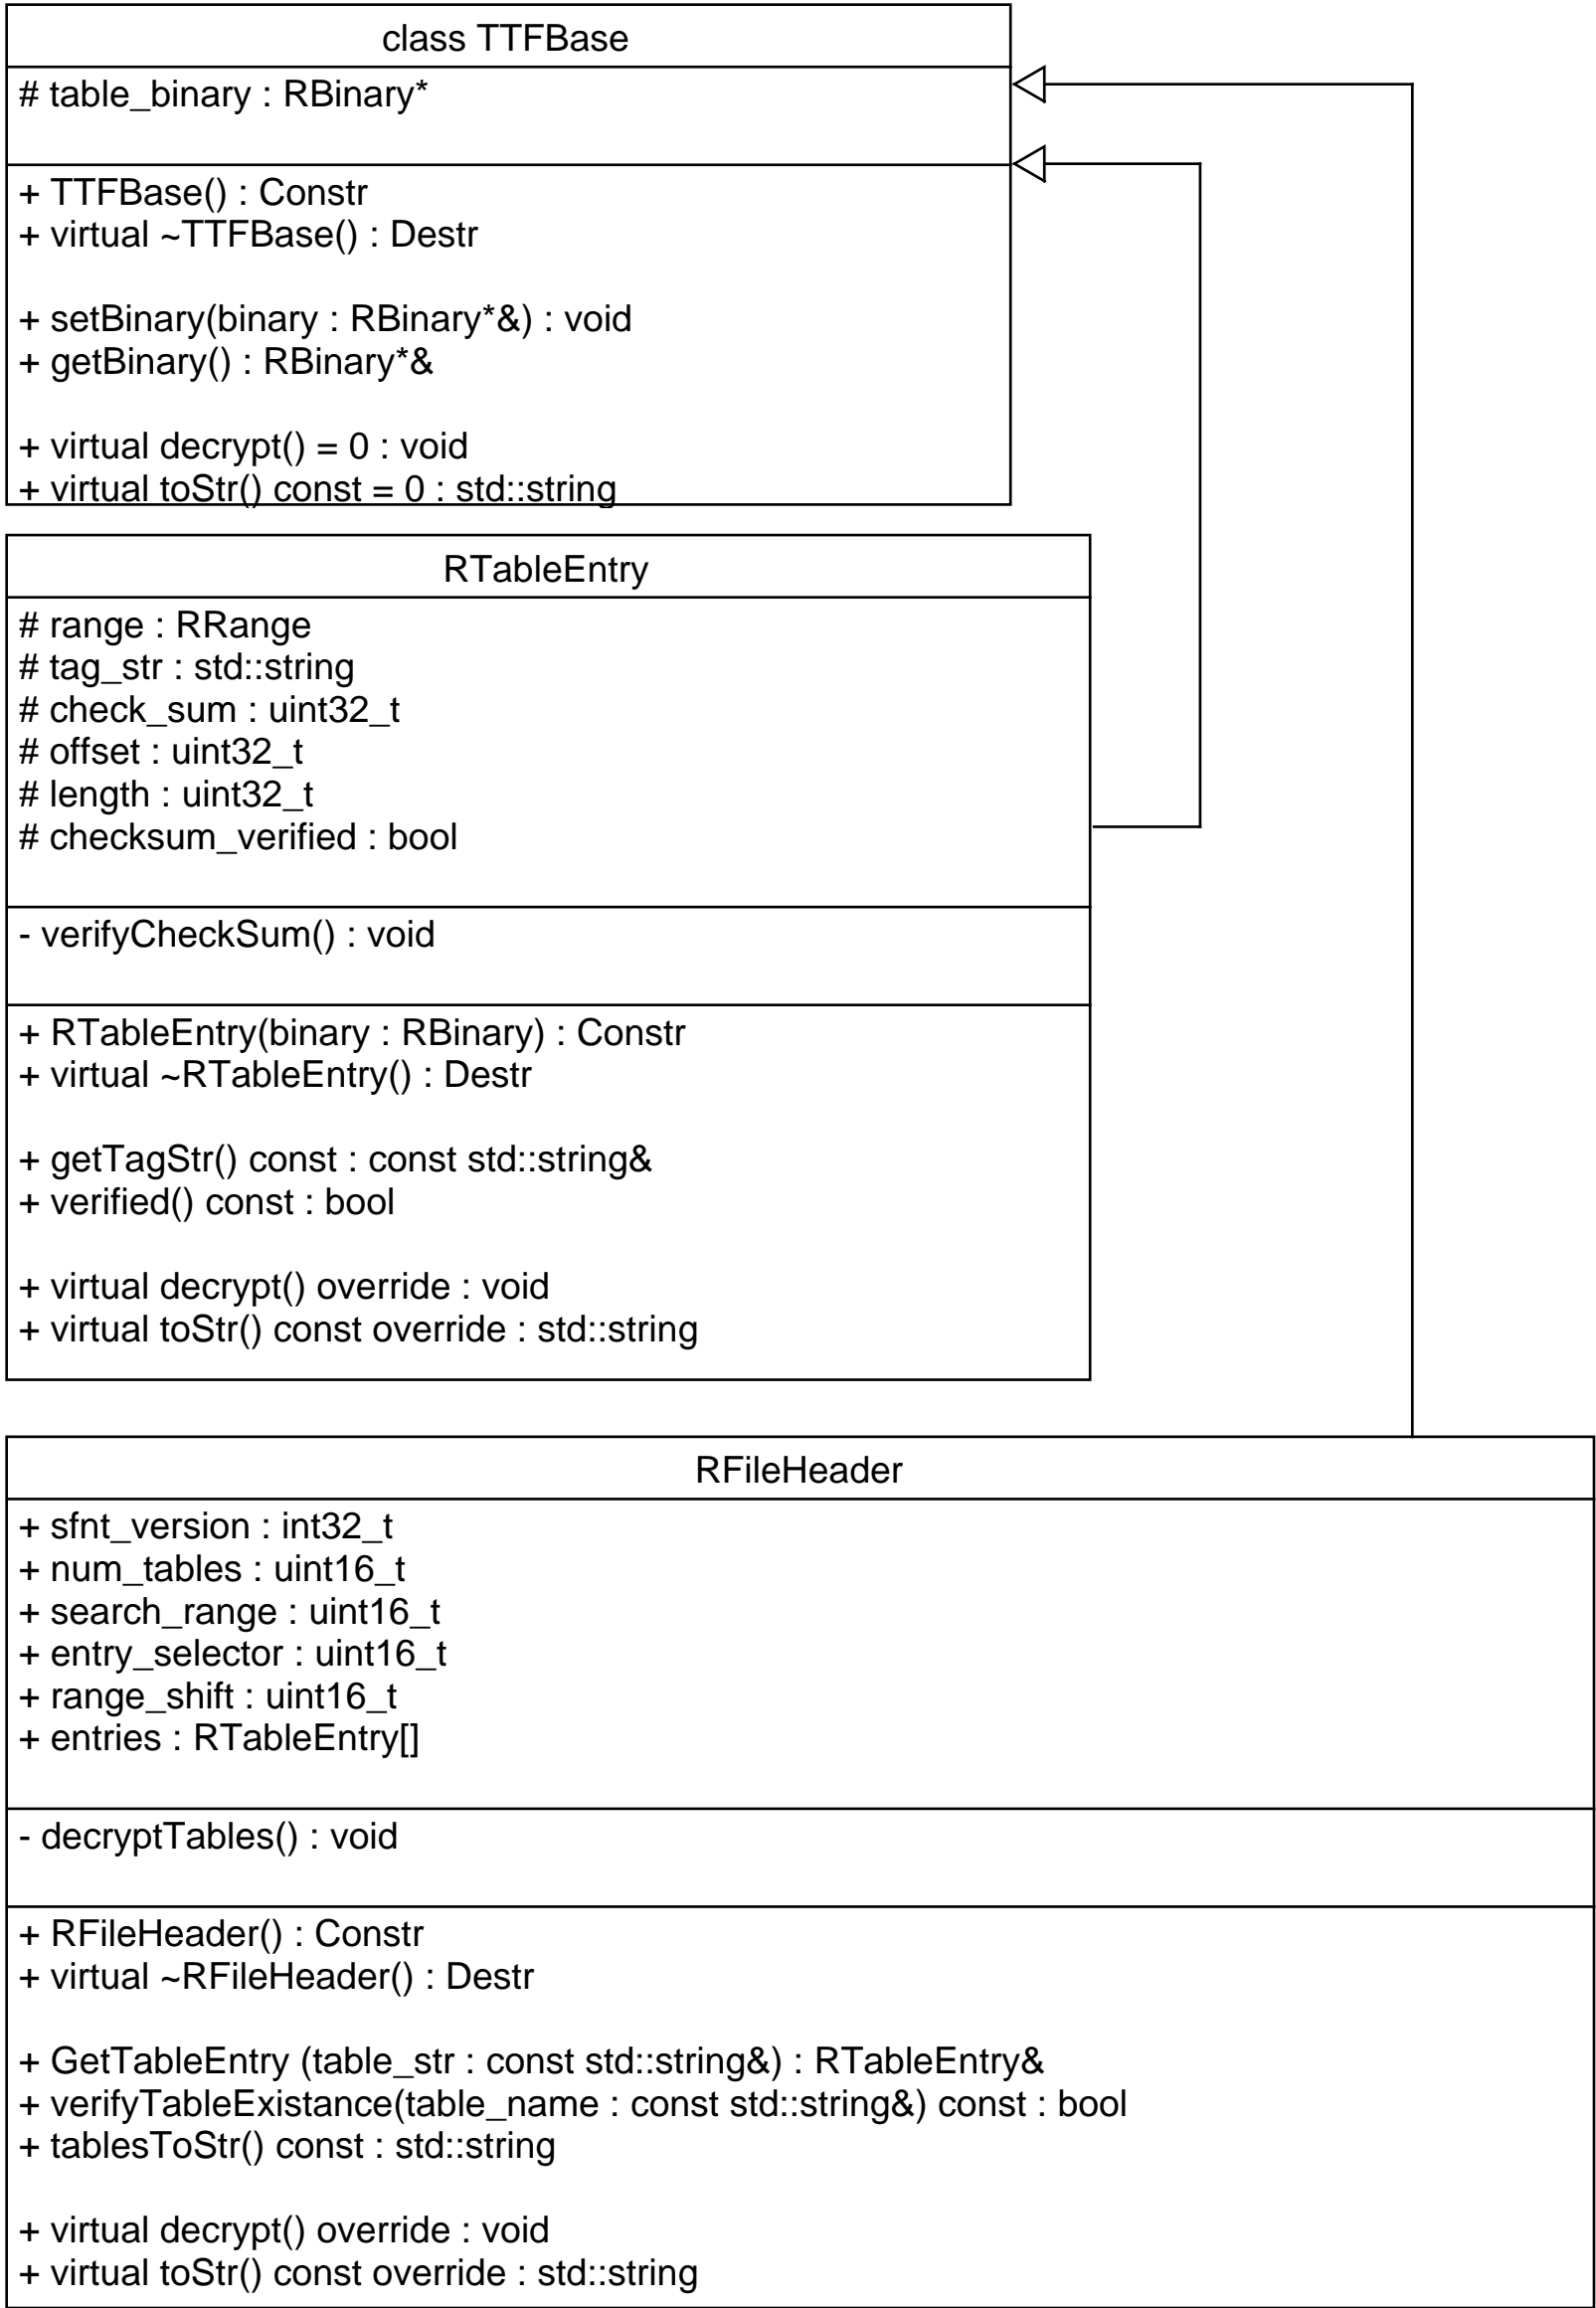 class TTFBase
# table_binary : RBinary*
+ TTFBase() : Constr
+ virtual ~TTFBase() : Destr
+ setBinary(binary : RBinary*&) : void
+ getBinary() : RBinary*&
+ virtual decrypt() = 0 : void
+ virtual toStr() const = 0 : std::string
RTableEntry
# range : RRange
# tag_str : std::string
# check_sum : uint32_t
# offset : uint32_t
# length : uint32_t
# checksum_verified : bool
- verifyCheckSum() : void
+ RTableEntry(binary : RBinary) : Constr
+ virtual ~RTableEntry() : Destr
+ getTagStr() const : const std::string&
+ verified() const : bool
+ virtual decrypt() override : void
+ virtual toStr() const override : std::string
RFileHeader
+ sfnt_version : int32_t
+ num_tables : uint16_t
+ search_range : uint16_t
+ entry_selector : uint16_t
+ range_shift : uint16_t
+ entries : RTableEntry[]
- decryptTables() : void
+ RFileHeader() : Constr
+ virtual ~RFileHeader() : Destr
+ GetTableEntry (table_str : const std::string&) : RTableEntry&
+ verifyTableExistance(table_name : const std::string&) const : bool
+ tablesToStr() const : std::string
+ virtual decrypt() override : void
+ virtual toStr() const override : std::string